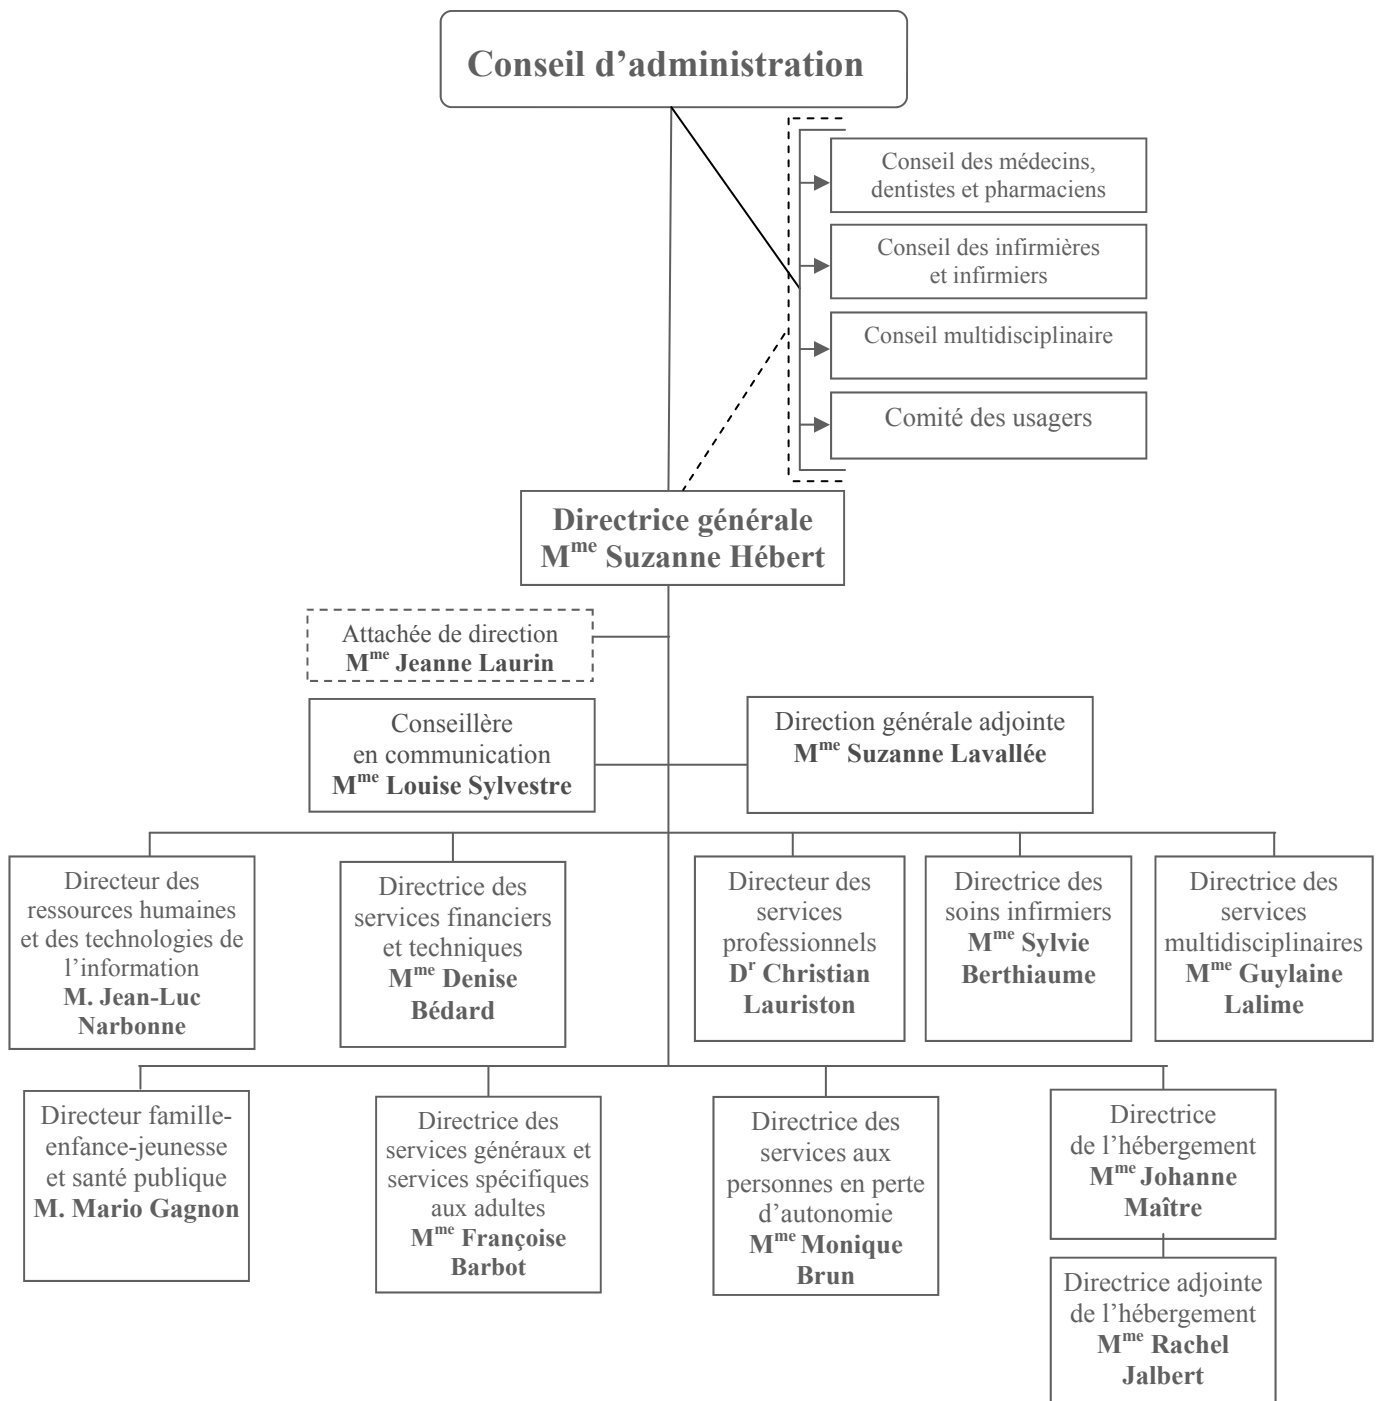 Conseil d’administration
Conseil des médecins,
dentistes et pharmaciens
Conseil des infirmières
et infirmiers
Conseil multidisciplinaire
Comité des usagers
Directrice générale
Mme Suzanne Hébert
Attachée de direction
Mme Jeanne Laurin
Conseillère
en communication
Mme Louise Sylvestre
Direction générale adjointe
Mme Suzanne Lavallée
Directeur des
ressources humaines
et des technologies de
l’information
M. Jean-Luc
Narbonne
Directrice des
services financiers
et techniques
Mme Denise
Bédard
Directeur des
services
professionnels
Dr Christian
Lauriston
Directrice des
soins infirmiers
Mme Sylvie
Berthiaume
Directrice des
services
multidisciplinaires
Mme Guylaine
Lalime
Directeur famille-
enfance-jeunesse
et santé publique
M. Mario Gagnon
Directrice des
services généraux et
services spécifiques
aux adultes
Mme Françoise
Barbot
Directrice des
services aux
personnes en perte
d’autonomie
Mme Monique
Brun
Directrice
de l’hébergement
Mme Johanne
Maître
Directrice adjointe
de l’hébergement
Mme Rachel
Jalbert